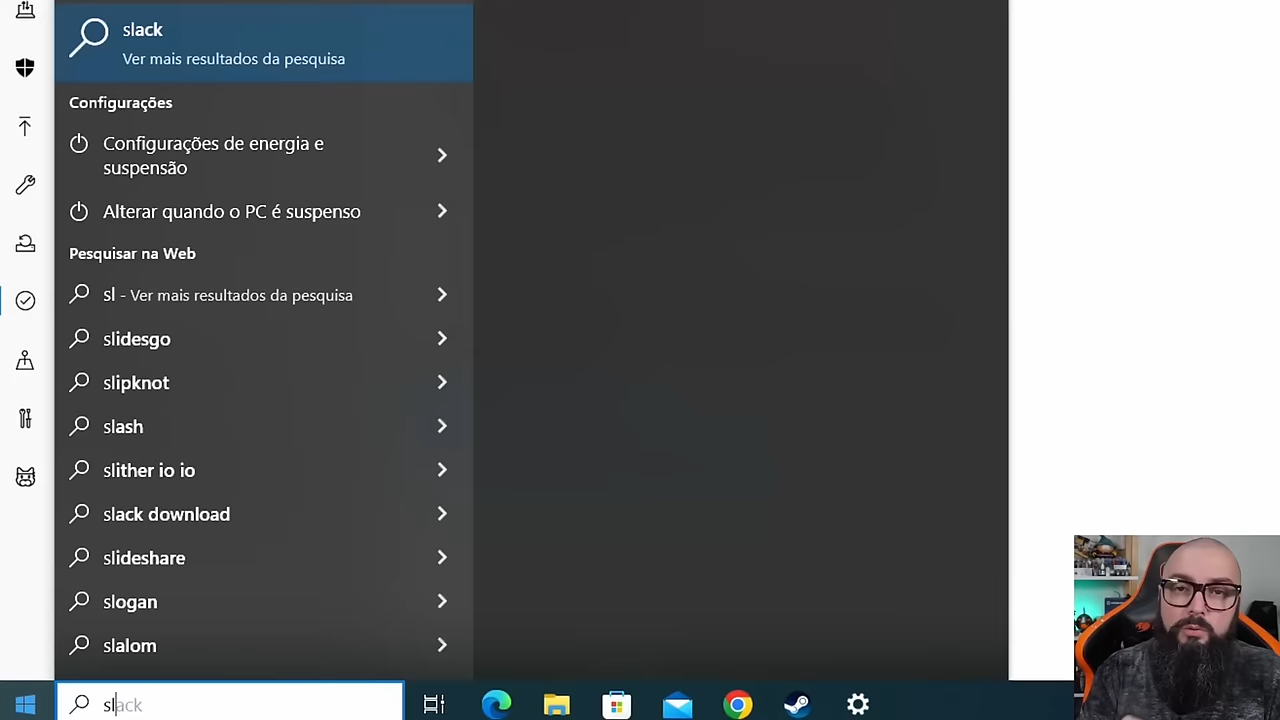 slack
Ver mais resultados da pesquisa
Configurações
Configurações de energia e
suspensão
Alterar quando o PC é suspenso
Pesquisar na Web
sl - Ver mais resultados da pesquisa
slidesgo
slipknot
slash
slither io io
slack download
slideshare
slogan
slalom
slack